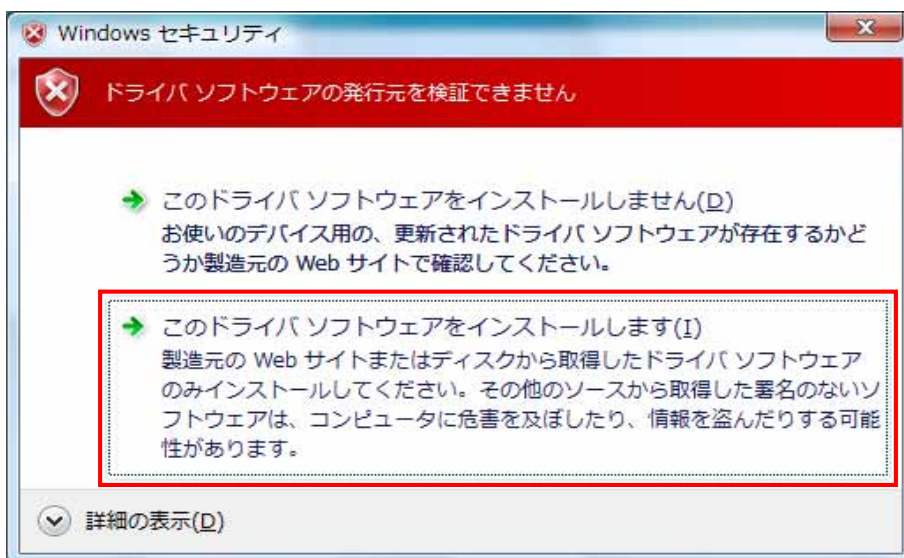 Windows セキュリティ
ドライバ ソフトウェアの発行元を検証できません
このドライバ ソフトウェアをインストールしません(D)
お使いのデバイス用の、更新されたドライバ ソフトウェアが存在するかど
うか製造元の Web サイトで確認してください。
このドライバ ソフトウェアをインストールします(I)
製造元の Web サイトまたはディスクから取得したドライバ ソフトウェア
のみインストールしてください。その他のソースから取得した署名のないソ
フトウェアは、コンピュータに危害を及ぼしたり、情報を盗んだりする可能
性があります。
詳細の表示(D)